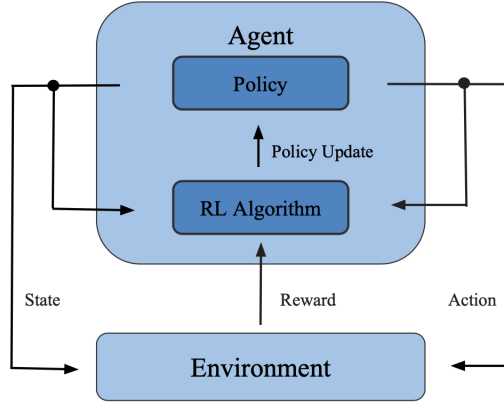 Agent
Policy
Policy Update
RL Algorithm
State
Reward
Action
Environment